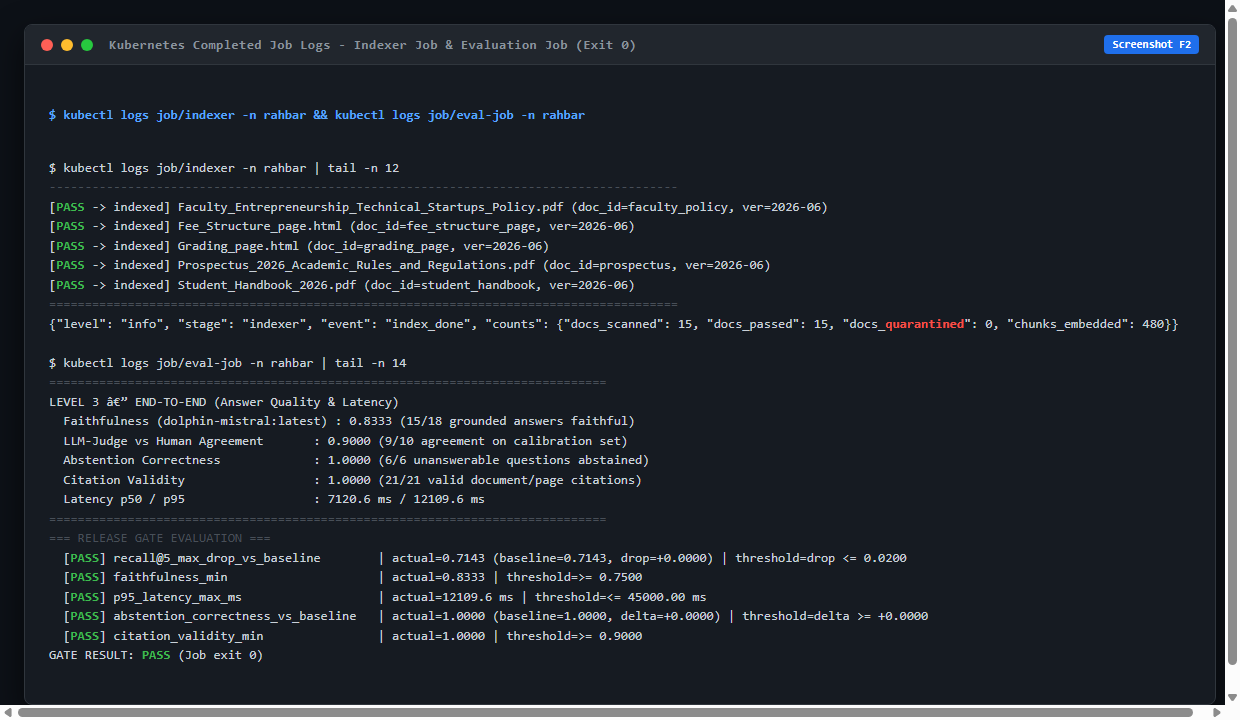 Kubernetes Completed Job Logs - Indexer Job & Evaluation Job (Exit 0)
Screenshot F2
$ kubectl logs job/indexer -n rahbar && kubectl logs job/eval-job -n rahbar
$ kubectl logs job/indexer -n rahbar | tail -n 12
----------------------------------------------------------------------------------------
[PASS -> indexed] Faculty_Entrepreneurship_Technical_Startups_Policy.pdf (doc_id=faculty_policy, ver=2026-06)
[PASS -> indexed] Fee_Structure_page.html (doc_id=fee_structure_page, ver=2026-06)
[PASS -> indexed] Grading_page.html (doc_id=grading_page, ver=2026-06)
[PASS -> indexed] Prospectus_2026_Academic_Rules_and_Regulations.pdf (doc_id=prospectus, ver=2026-06)
[PASS -> indexed] Student_Handbook_2026.pdf (doc_id=student_handbook, ver=2026-06)
========================================================================================
{"level": "info", "stage": "indexer", "event": "index_done", "counts": {"docs_scanned": 15, "docs_passed": 15, "docs_quarantined": 0, "chunks_embedded": 480}}
$ kubectl logs job/eval-job -n rahbar | tail -n 14
==============================================================================
LEVEL 3 â€” END-TO-END (Answer Quality & Latency)
Faithfulness (dolphin-mistral:latest) : 0.8333 (15/18 grounded answers faithful)
LLM-Judge vs Human Agreement : 0.9000 (9/10 agreement on calibration set)
Abstention Correctness : 1.0000 (6/6 unanswerable questions abstained)
Citation Validity : 1.0000 (21/21 valid document/page citations)
Latency p50 / p95 : 7120.6 ms / 12109.6 ms
==============================================================================
=== RELEASE GATE EVALUATION ===
[PASS] recall@5_max_drop_vs_baseline | actual=0.7143 (baseline=0.7143, drop=+0.0000) | threshold=drop <= 0.0200
[PASS] faithfulness_min | actual=0.8333 | threshold=>= 0.7500
[PASS] p95_latency_max_ms | actual=12109.6 ms | threshold=<= 45000.00 ms
[PASS] abstention_correctness_vs_baseline | actual=1.0000 (baseline=1.0000, delta=+0.0000) | threshold=delta >= +0.0000
[PASS] citation_validity_min | actual=1.0000 | threshold=>= 0.9000
GATE RESULT: PASS (Job exit 0)